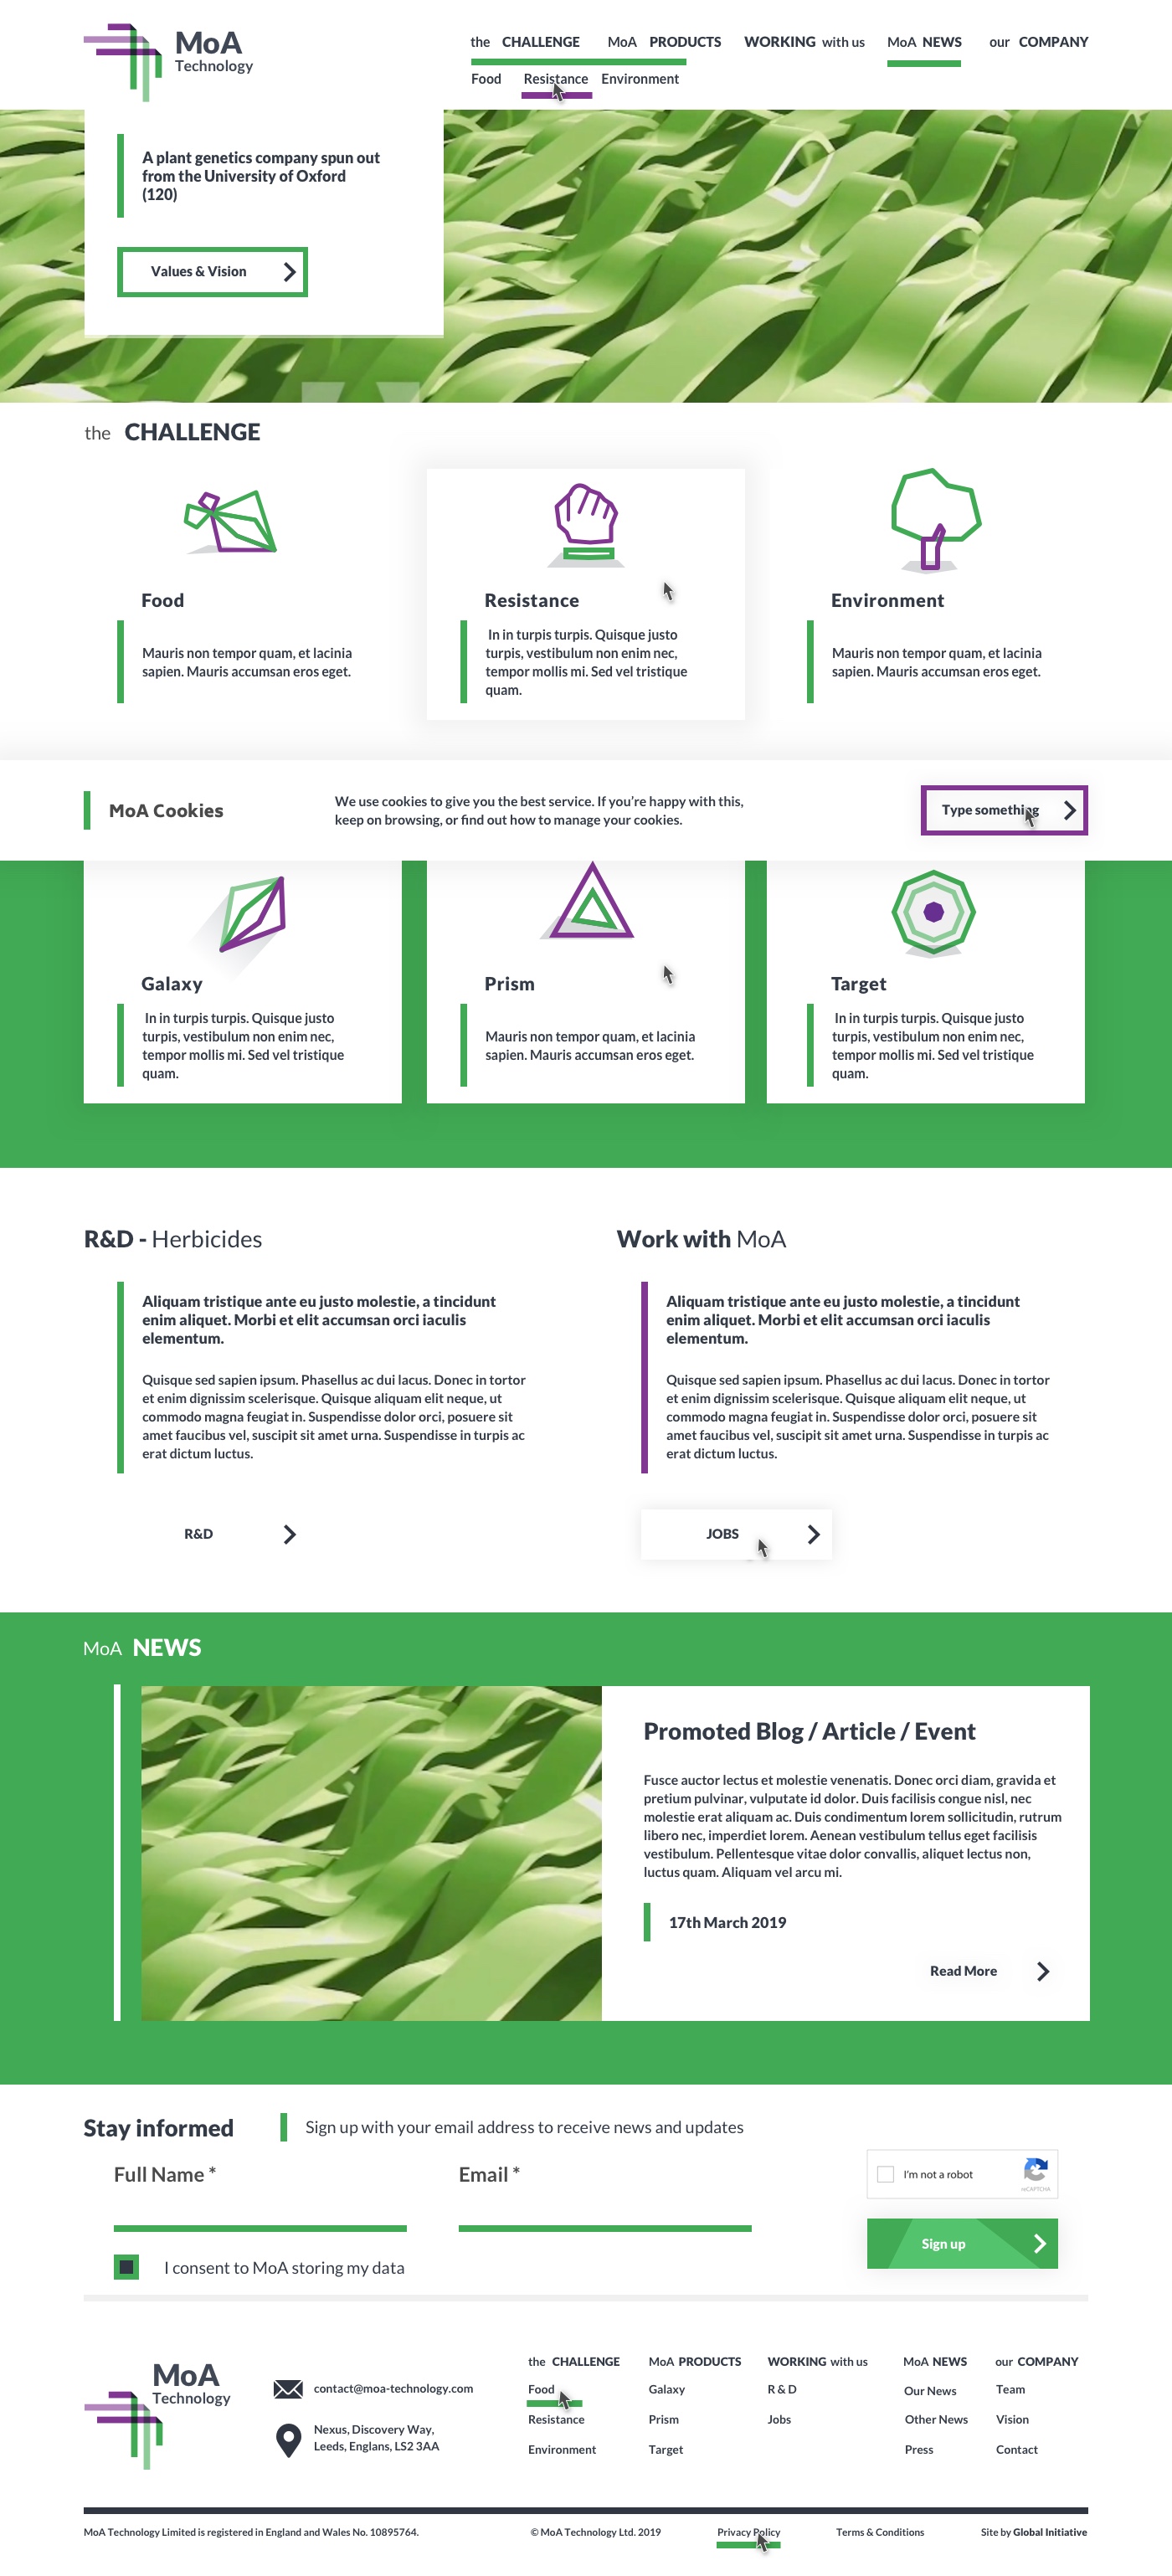 MoA
Technology
the CHALLENGE MoA PRODUCTS WORKING with us MoA NEWS our COMPANY
Food Resistance Environment
A plant genetics company spun out
from the University of Oxford
(120)
Values & Vision
the CHALLENGE
Food
Mauris non tempor quam, et lacinia
sapien. Mauris accumsan eros eget.
Resistance
In in turpis turpis. Quisque justo
turpis, vestibulum non enim nec,
tempor mollis mi. Sed vel tristique
quam.
Environment
Mauris non tempor quam, et lacinia
sapien. Mauris accumsan eros eget.
MoA Cookies
We use cookies to give you the best service. If you're happy with this,
keep on browsing, or find out how to manage your cookies.
Type something
Galaxy
In in turpis turpis. Quisque justo
turpis, vestibulum non enim nec,
tempor mollis mi. Sed vel tristique
quam.
Prism
Mauris non tempor quam, et lacinia
sapien. Mauris accumsan eros eget.
Target
In in turpis turpis. Quisque justo
turpis, vestibulum non enim nec,
tempor mollis mi. Sed vel tristique
quam.
R&D - Herbicides
Aliquam tristique ante eu justo molestie, a tincidunt
enim aliquet. Morbi et elit accumsan orci iaculis
elementum.
Quisque sed sapien ipsum. Phasellus ac dui lacus. Donec in tortor
et enim dignissim scelerisque. Quisque aliquam elit neque, ut
commodo magna feugiat in. Suspendisse dolor orci, posuere sit
amet faucibus vel, suscipit sit amet urna. Suspendisse in turpis ac
erat dictum luctus.
R&D
Work with MoA
Aliquam tristique ante eu justo molestie, a tincidunt
enim aliquet. Morbi et elit accumsan orci iaculis
elementum.
Quisque sed sapien ipsum. Phasellus ac dui lacus. Donec in tortor
et enim dignissim scelerisque. Quisque aliquam elit neque, ut
commodo magna feugiat in. Suspendisse dolor orci, posuere sit
amet faucibus vel, suscipit sit amet urna. Suspendisse in turpis ac
erat dictum luctus.
JOBS
MoA NEWS
Promoted Blog / Article / Event
Fusce auctor lectus et molestie venenatis. Donec orci diam, gravida et
pretium pulvinar, vulputate id dolor. Duis facilisis congue nisl, nec
molestie erat aliquam ac. Duis condimentum lorem sollicitudin, rutrum
libero nec, imperdiet lorem. Aenean vestibulum tellus eget facilisis
vestibulum. Pellentesque vitae dolor convallis, aliquet lectus non,
luctus quam. Aliquam vel arcu mi.
17th March 2019
Read More
Stay informed
Sign up with your email address to receive news and updates
Full Name *
Email *
I'm not a robot
reCAPTCHA
Sign up
I consent to MoA storing my data
MoA
Technology
contact@moa-technology.com
Nexus, Discovery Way,
Leeds, Englans, LS2 3AA
the CHALLENGE
Food
Resistance
Environment
MoA PRODUCTS
Galaxy
Prism
Target
WORKING with us
R & D
Jobs
MoA NEWS
Our News
Other News
Press
our COMPANY
Team
Vision
Contact
MoA Technology Limited is registered in England and Wales No. 10895764.
© MoA Technology Ltd. 2019
Privacy Policy
Terms & Conditions
Site by Global Initiative